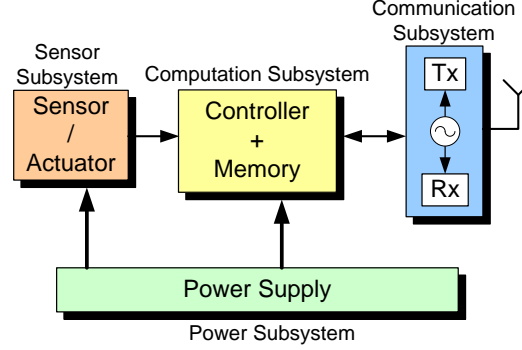 Communication
Subsystem
Sensor
Subsystem
Computation Subsystem
Sensor
/
Actuator
Controller
+
Memory
Tx
Rx
Power Supply
Power Subsystem